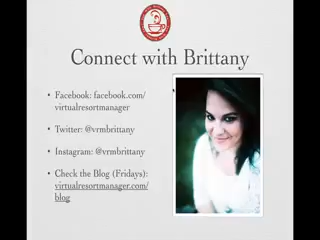 Connect with Brittany
• Facebook: facebook.com/
virtualresortmanager
• Twitter: @vrmbrittany
• Instagram: @vrmbrittany
• Check the Blog (Fridays):
virtualresortmanager.com/
blog